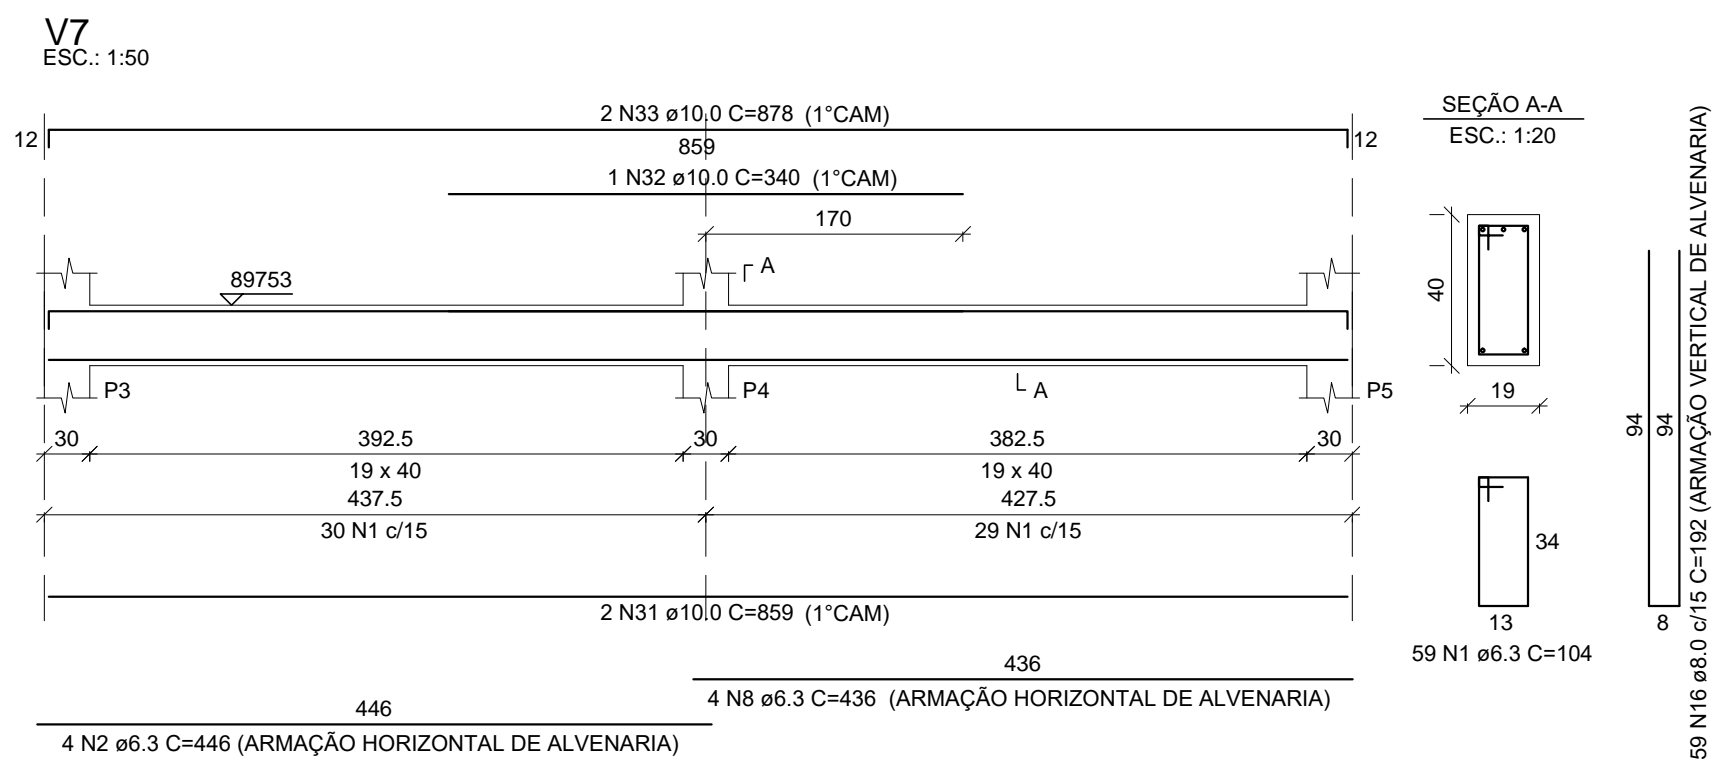 V7
ESC.: 1:50
2 N33 ø10.0 C=878 (1°CAM)
12
859
12
1 N32 ø10.0 C=340 (1°CAM)
170
A
89753
P3
P4
A
P5
30
392.5
30
382.5
30
19 x 40
19 x 40
437.5
427.5
30 N1 c/15
29 N1 c/15
2 N31 ø10.0 C=859 (1°CAM)
436
4 N8 ø6.3 C=436 (ARMAÇÃO HORIZONTAL DE ALVENARIA)
446
4 N2 ø6.3 C=446 (ARMAÇÃO HORIZONTAL DE ALVENARIA)
SEÇÃO A-A
ESC.: 1:20
40
19
34
13
59 N1 ø6.3 C=104
94
94
8
59 N16 ø8.0 c/15 C=192 (ARMAÇÃO VERTICAL DE ALVENARIA)